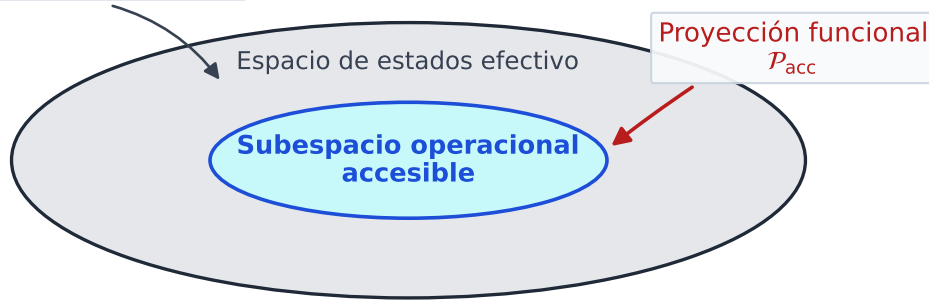 Proyección funcional
𝒫acc
Espacio de estados efectivo
Subespacio operacional
accesible